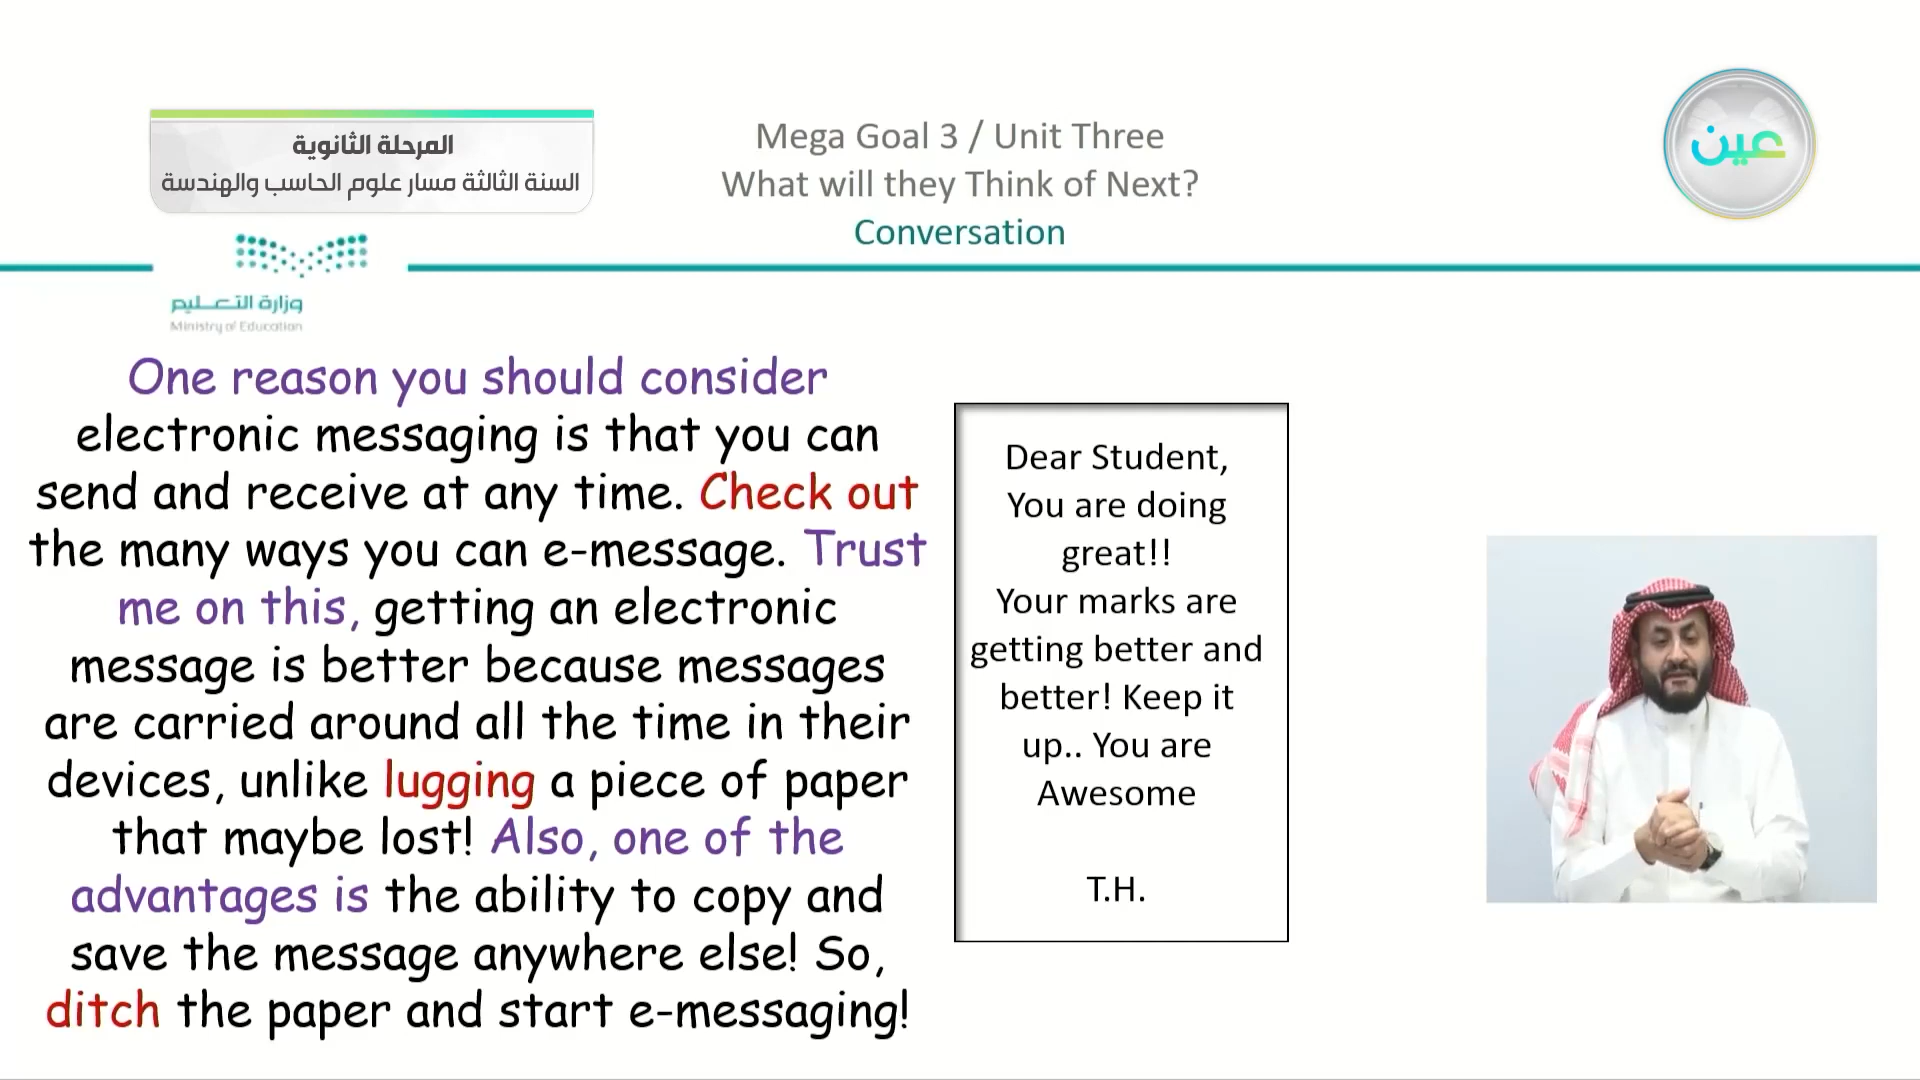 المرحلة الثانوية
السنة الثالثة مسار علوم الحاسب والهندسة
Mega Goal 3 / Unit Three
What will they Think of Next?
Conversation
عين
وزارة التعليم
Ministry of Education
One reason you should consider
electronic messaging is that you can
send and receive at any time. Check out
the many ways you can e-message. Trust
me on this, getting an electronic
message is better because messages
are carried around all the time in their
devices, unlike lugging a piece of paper
that maybe lost! Also, one of the
advantages is the ability to copy and
save the message anywhere else! So,
ditch the paper and start e-messaging!
Dear Student,
You are doing
great!!
Your marks are
getting better and
better! Keep it
up.. You are
Awesome
T.H.